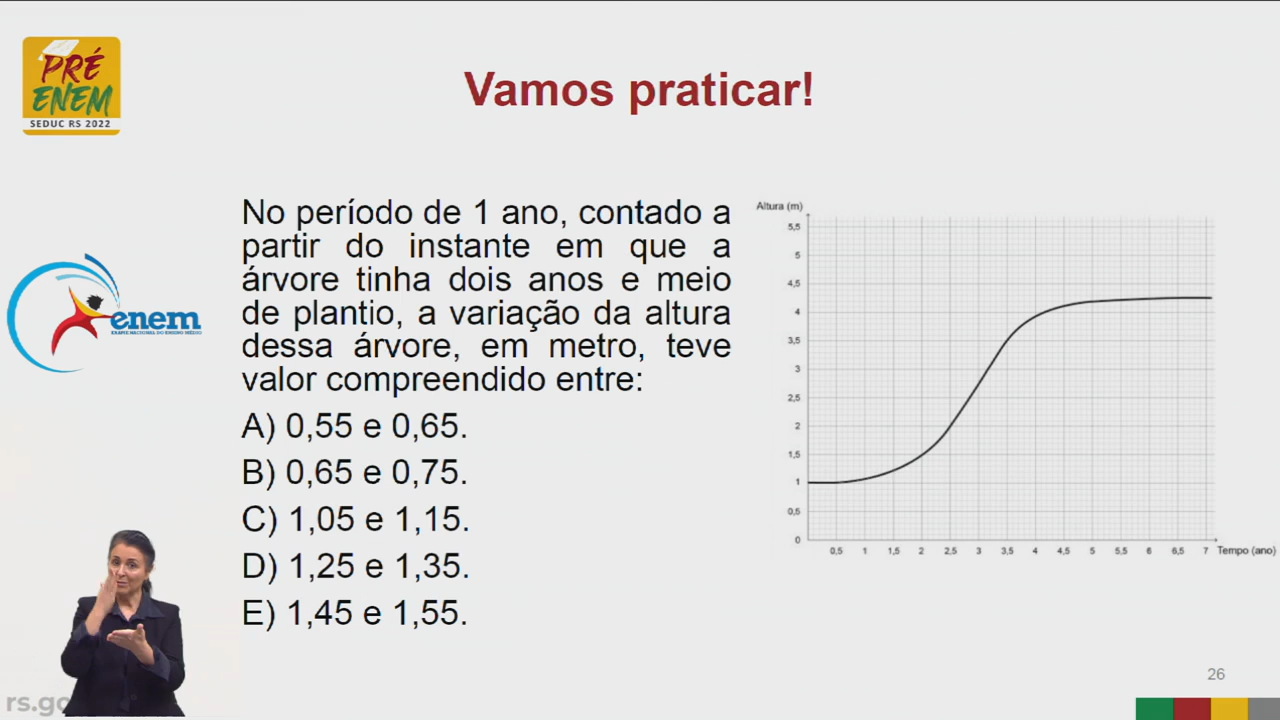 PRÉ
ENEM
SEDUC RS 2022
Vamos praticar!
No período de 1 ano, contado a
partir do instante em que a
árvore tinha dois anos e meio
de plantio, a variação da altura
dessa árvore, em metro, teve
valor compreendido entre:
A) 0,55 e 0,65.
B) 0,65 e 0,75.
C) 1,05 e 1,15.
D) 1,25 e 1,35.
E) 1,45 e 1,55.
enem
EXAME NACIONAL DO ENSINO MÉDIO
Altura (m)
5,5
5
4,5
4
3,5
3
2,5
2
1,5
1
0,5
0
0,5 1 1,5 2 2,5 3 3,5 4 4,5 5 5,5 6 6,5 7 Tempo (ano)
26
rs.go